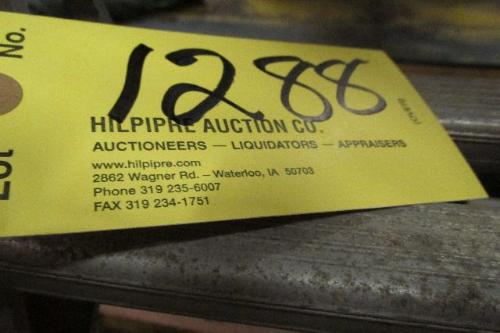 LOT No.
1288
HILPIPRE AUCTION CO.
AUCTIONEERS — LIQUIDATORS — APPRAISERS
www.hilpipre.com
2862 Wagner Rd. – Waterloo, IA 50703
Phone 319 235-6007
FAX 319 234-1751